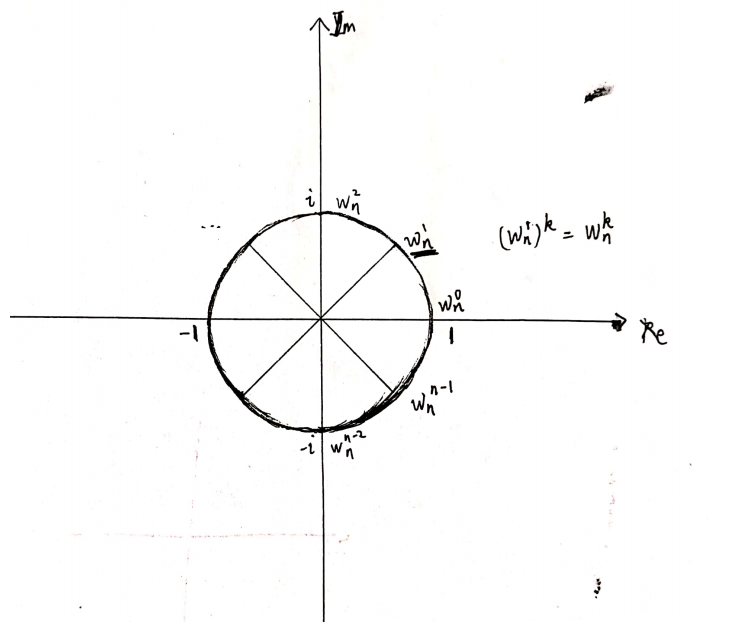 Im
i w_n^2
...
w_n^1
(w_n^1)^k = w_n^k
w_n^0
-1
1
Re
w_n^{n-1}
-i w_n^{n-2}